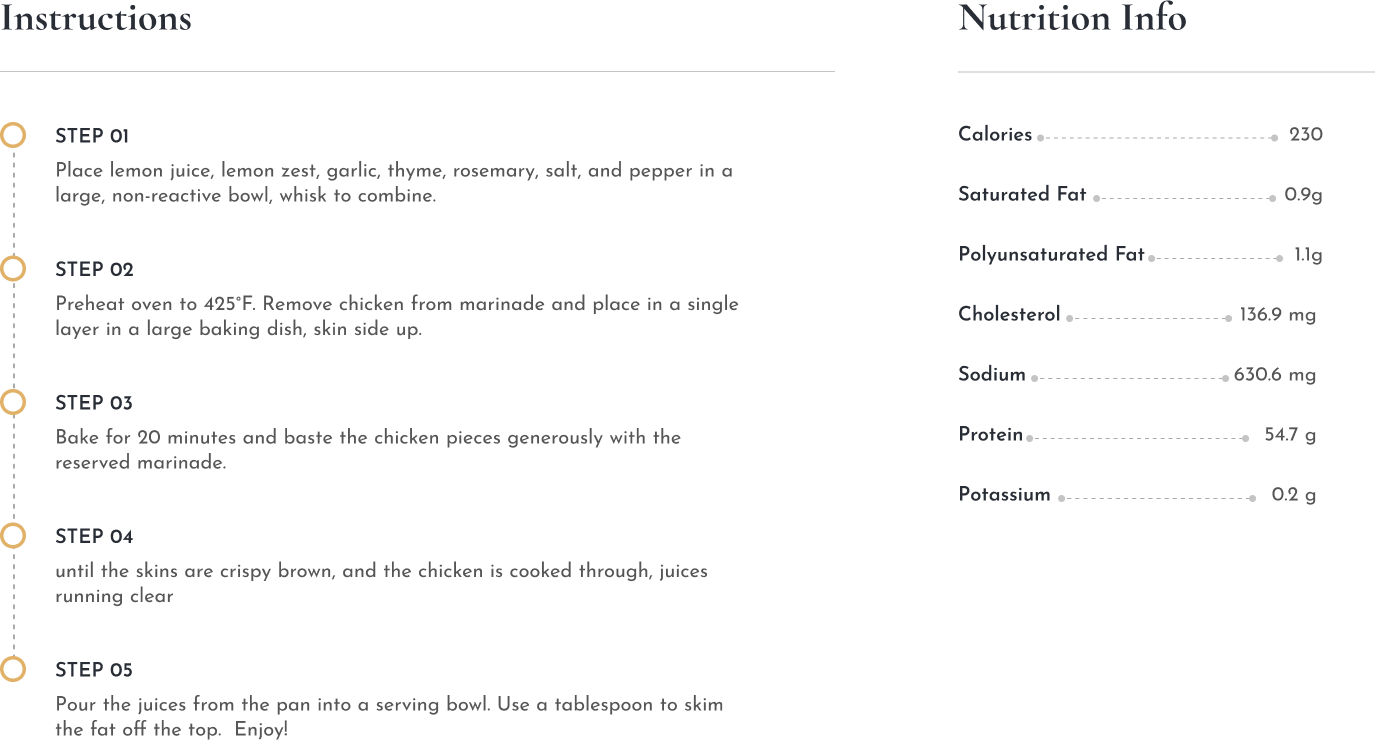 Instructions
STEP 01
Place lemon juice, lemon zest, garlic, thyme, rosemary, salt, and pepper in a
large, non-reactive bowl, whisk to combine.
STEP 02
Preheat oven to 425°F. Remove chicken from marinade and place in a single
layer in a large baking dish, skin side up.
STEP 03
Bake for 20 minutes and baste the chicken pieces generously with the
reserved marinade.
STEP 04
until the skins are crispy brown, and the chicken is cooked through, juices
running clear
STEP 05
Pour the juices from the pan into a serving bowl. Use a tablespoon to skim
the fat off the top.  Enjoy!
Nutrition Info
Calories 230
Saturated Fat 0.9g
Polyunsaturated Fat 1.1g
Cholesterol 136.9 mg
Sodium 630.6 mg
Protein 54.7 g
Potassium 0.2 g